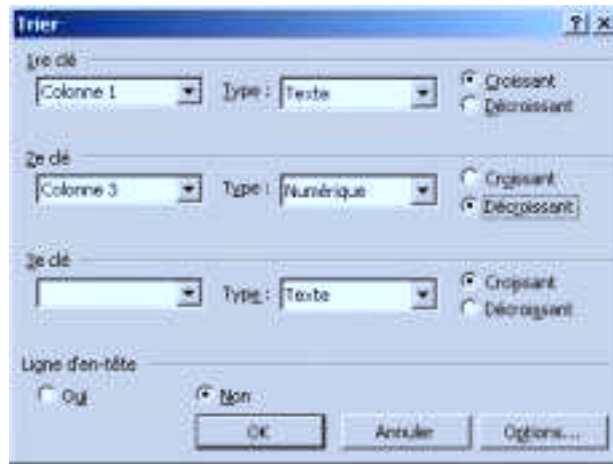 Trier
1re clé
Colonne 1 Type : Texte Croissant
Décroissant
2e clé
Colonne 3 Type : Numérique Croissant
Décroissant
3e clé
Type : Texte Croissant
Décroissant
Ligne d'en-tête
Oui Non
OK Annuler Options...